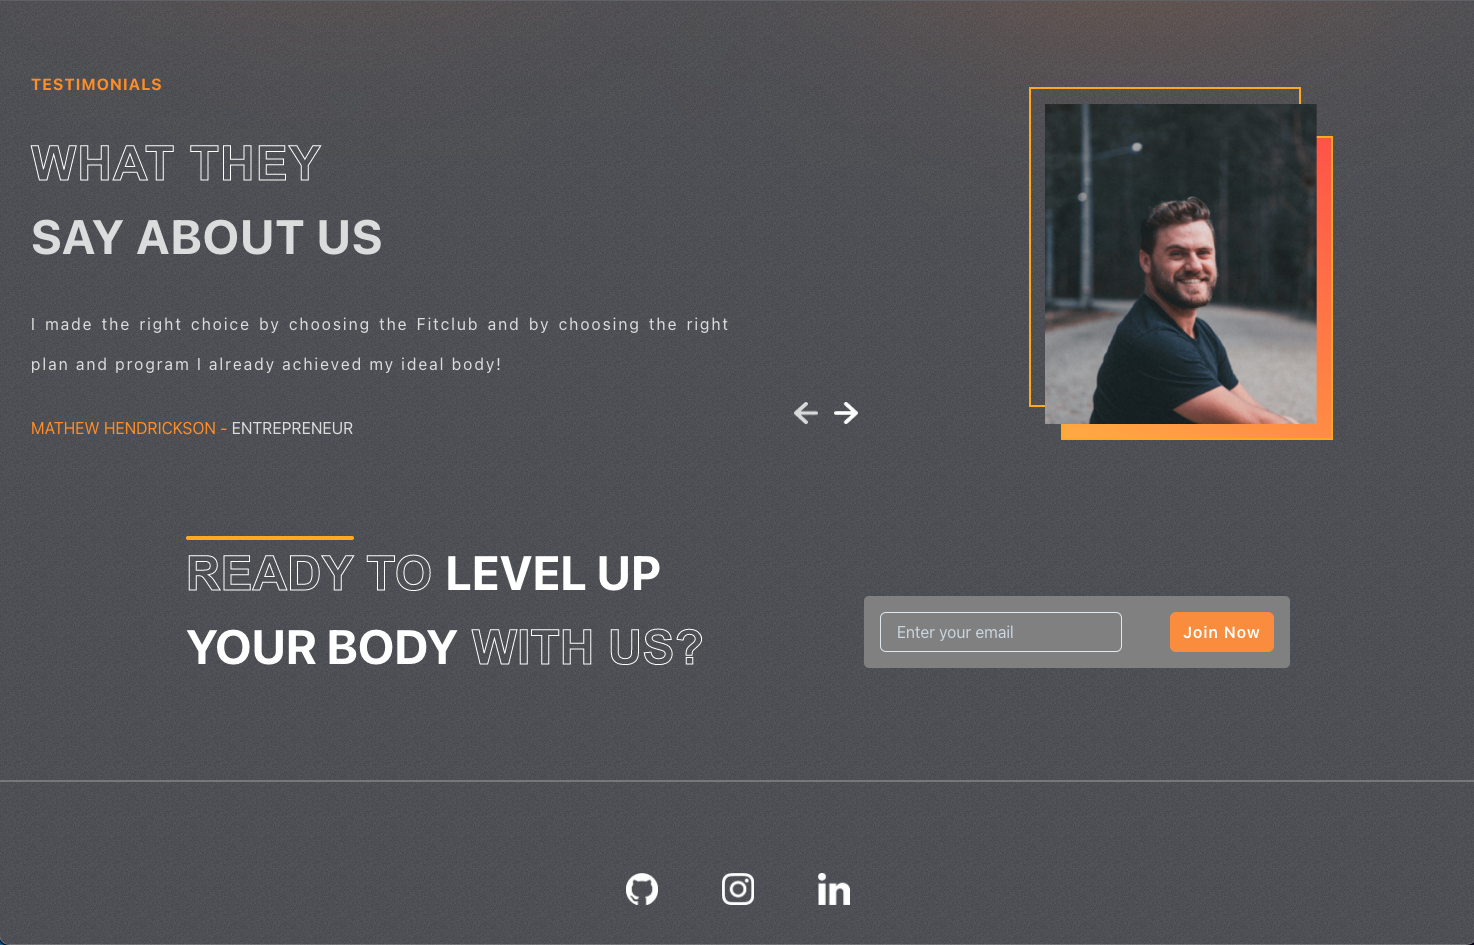 TESTIMONIALS
WHAT THEY
SAY ABOUT US
I made the right choice by choosing the Fitclub and by choosing the right
plan and program I already achieved my ideal body!
MATHEW HENDRICKSON - ENTREPRENEUR
READY TO LEVEL UP
YOUR BODY WITH US?
Enter your email
Join Now
in